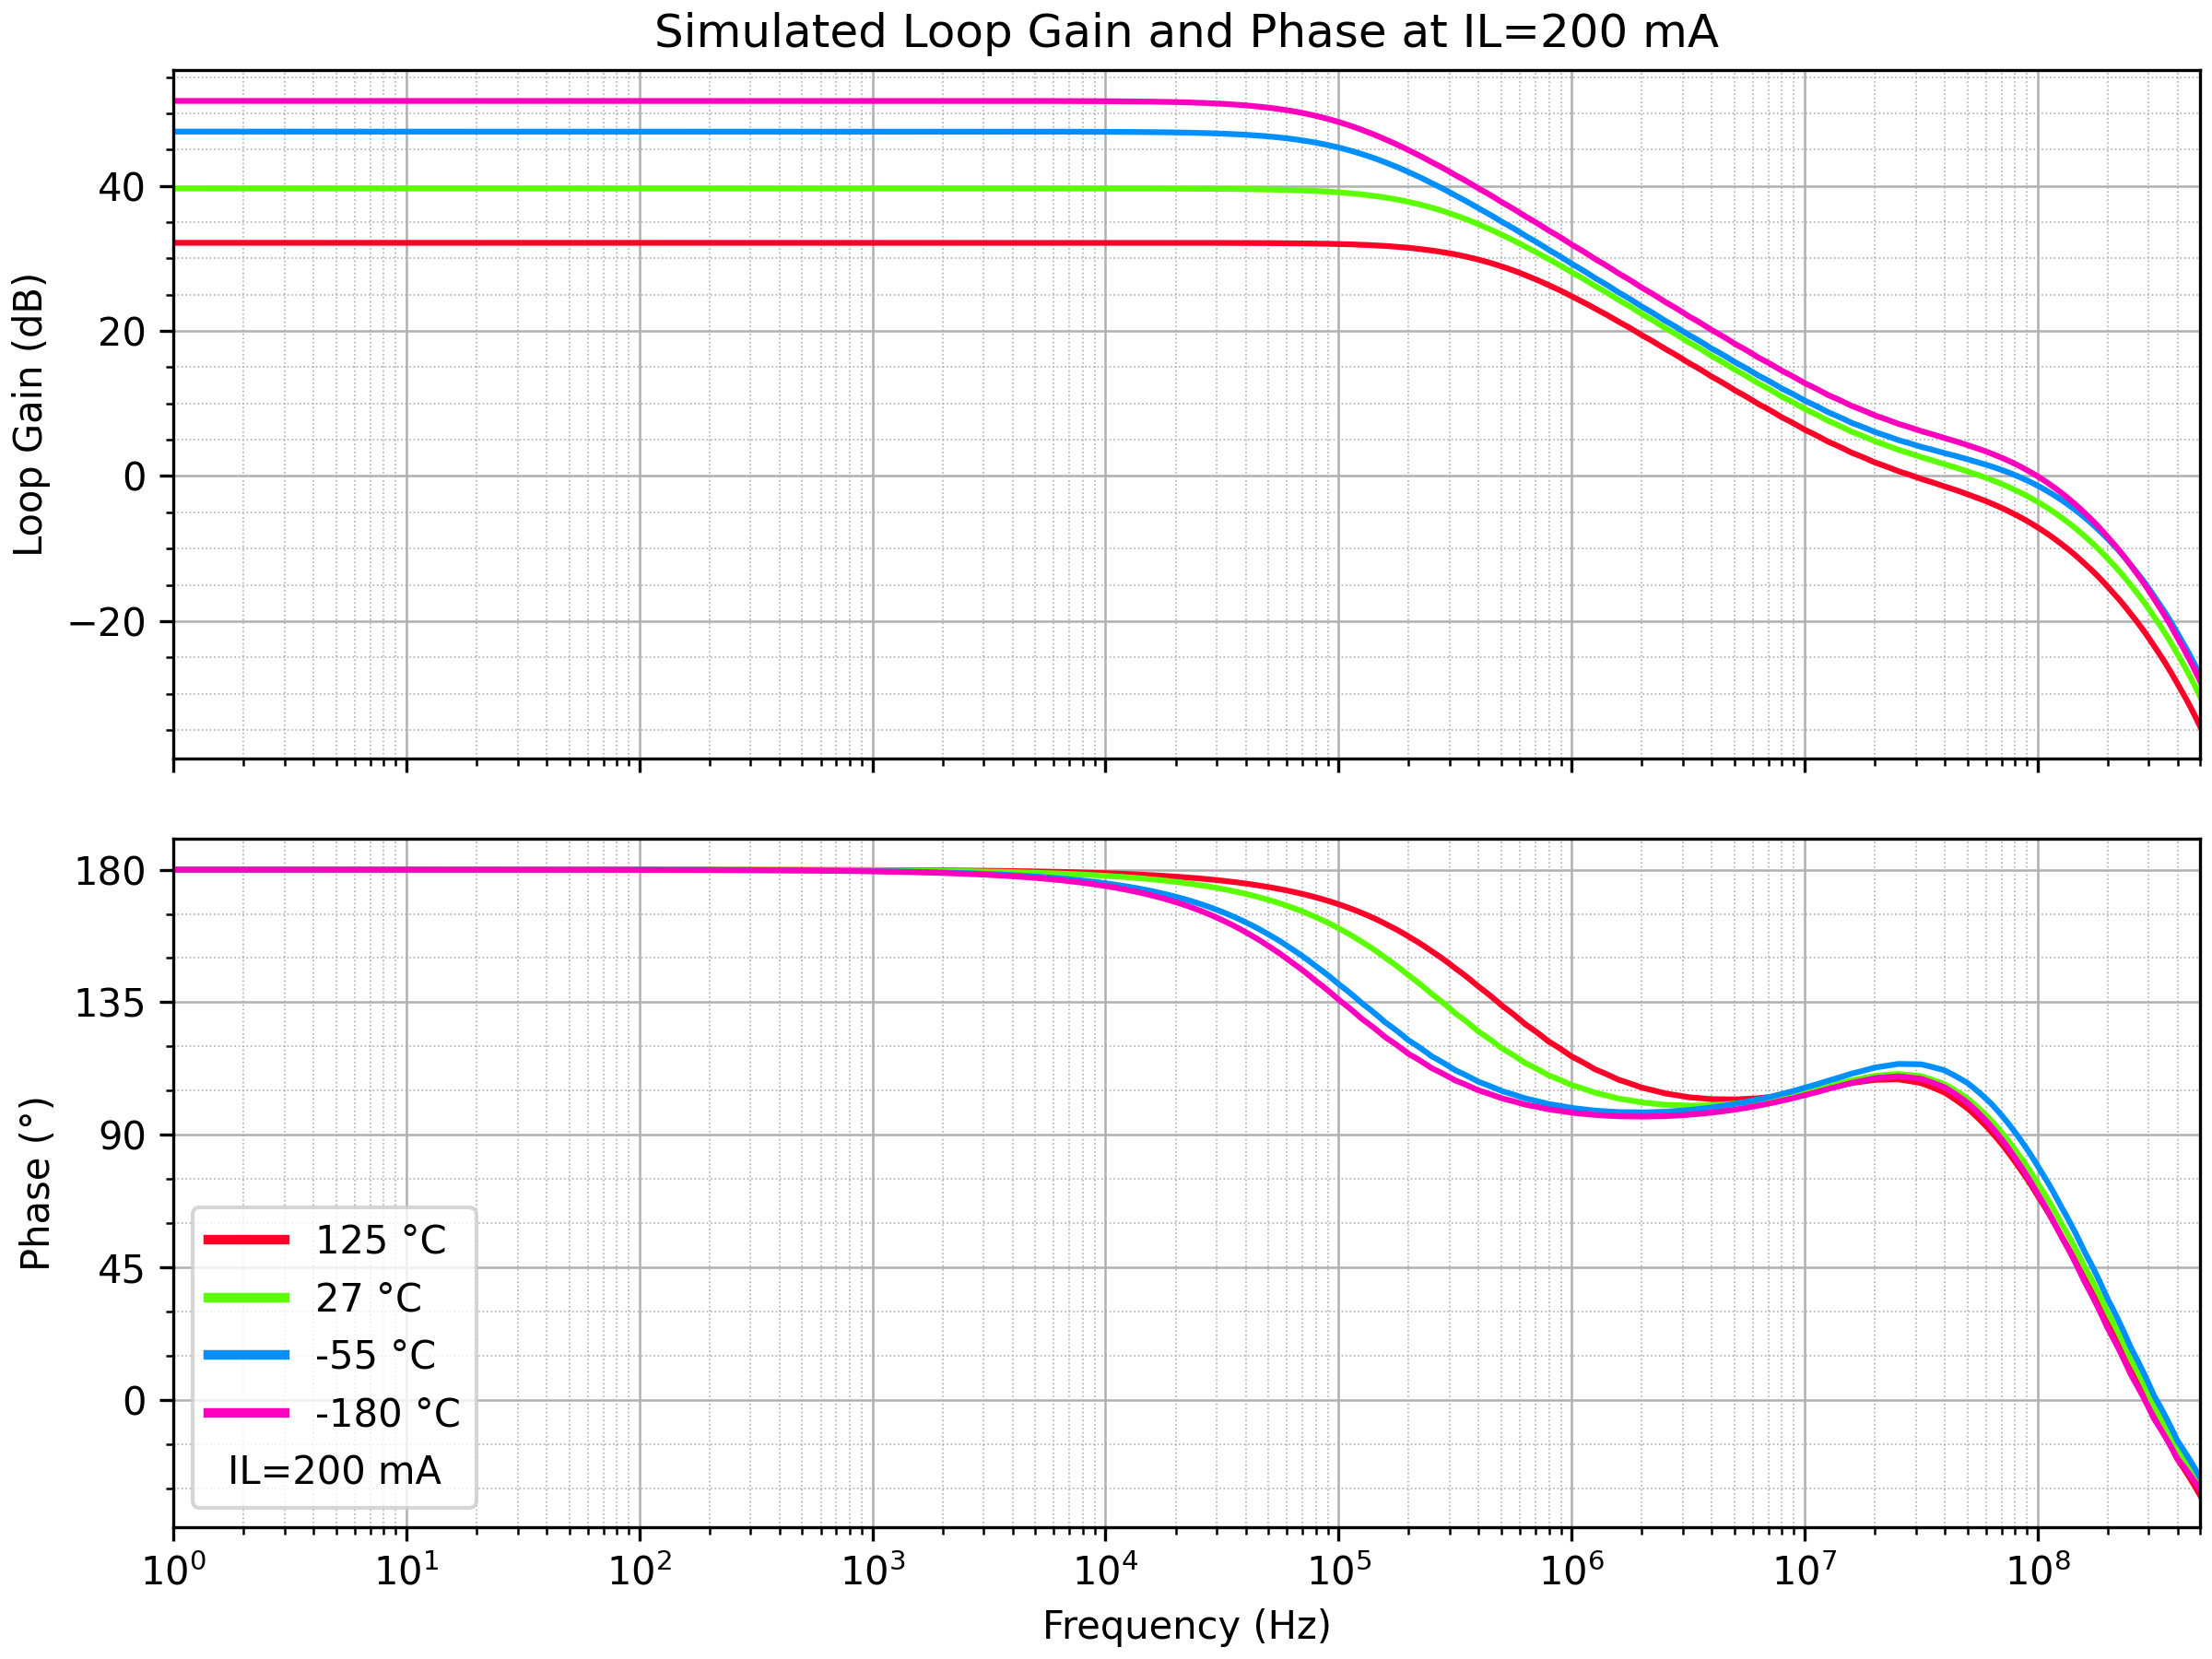 Simulated Loop Gain and Phase at IL=200 mA
Loop Gain (dB)
40
20
0
−20
Phase (°)
180
135
90
45
0
125 °C
27 °C
-55 °C
-180 °C
IL=200 mA
10⁰ 10¹ 10² 10³ 10⁴ 10⁵ 10⁶ 10⁷ 10⁸
Frequency (Hz)